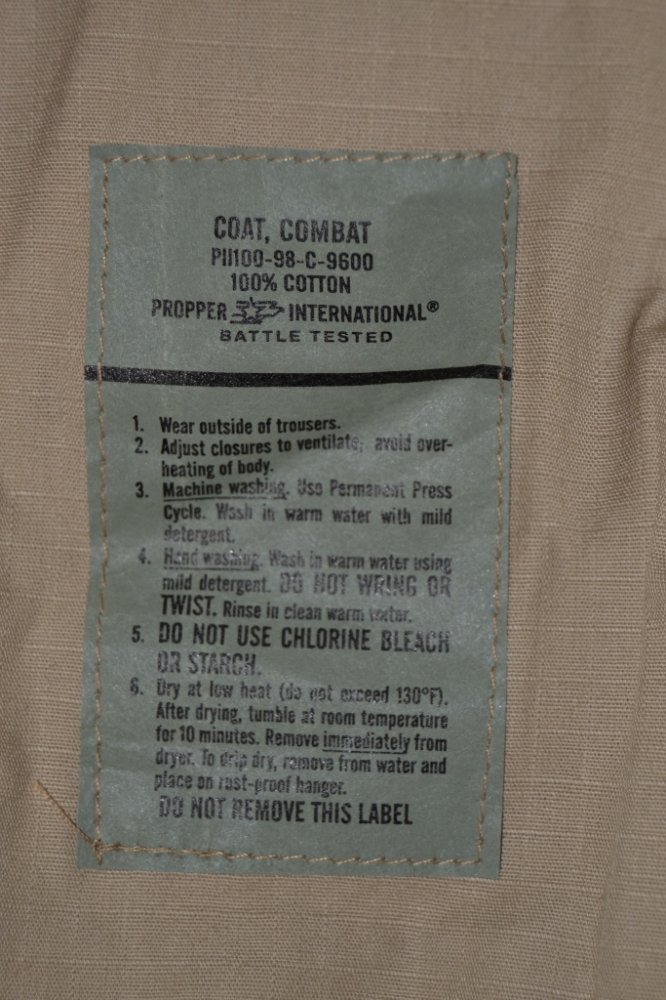 COAT, COMBAT
PII100-98-C-9600
100% COTTON
PROPPER INTERNATIONAL®
BATTLE TESTED
1. Wear outside of trousers.
2. Adjust closures to ventilate; avoid over-
heating of body.
3. Machine washing. Use Permanent Press
Cycle. Wash in warm water with mild
detergent.
4. Hand washing. Wash in warm water using
mild detergent. DO NOT WRING OR
TWIST. Rinse in clean warm water.
5. DO NOT USE CHLORINE BLEACH
OR STARCH.
6. Dry at low heat (do not exceed 130°F).
After drying, tumble at room temperature
for 10 minutes. Remove immediately from
dryer. To drip dry, remove from water and
place on rust-proof hanger.
DO NOT REMOVE THIS LABEL